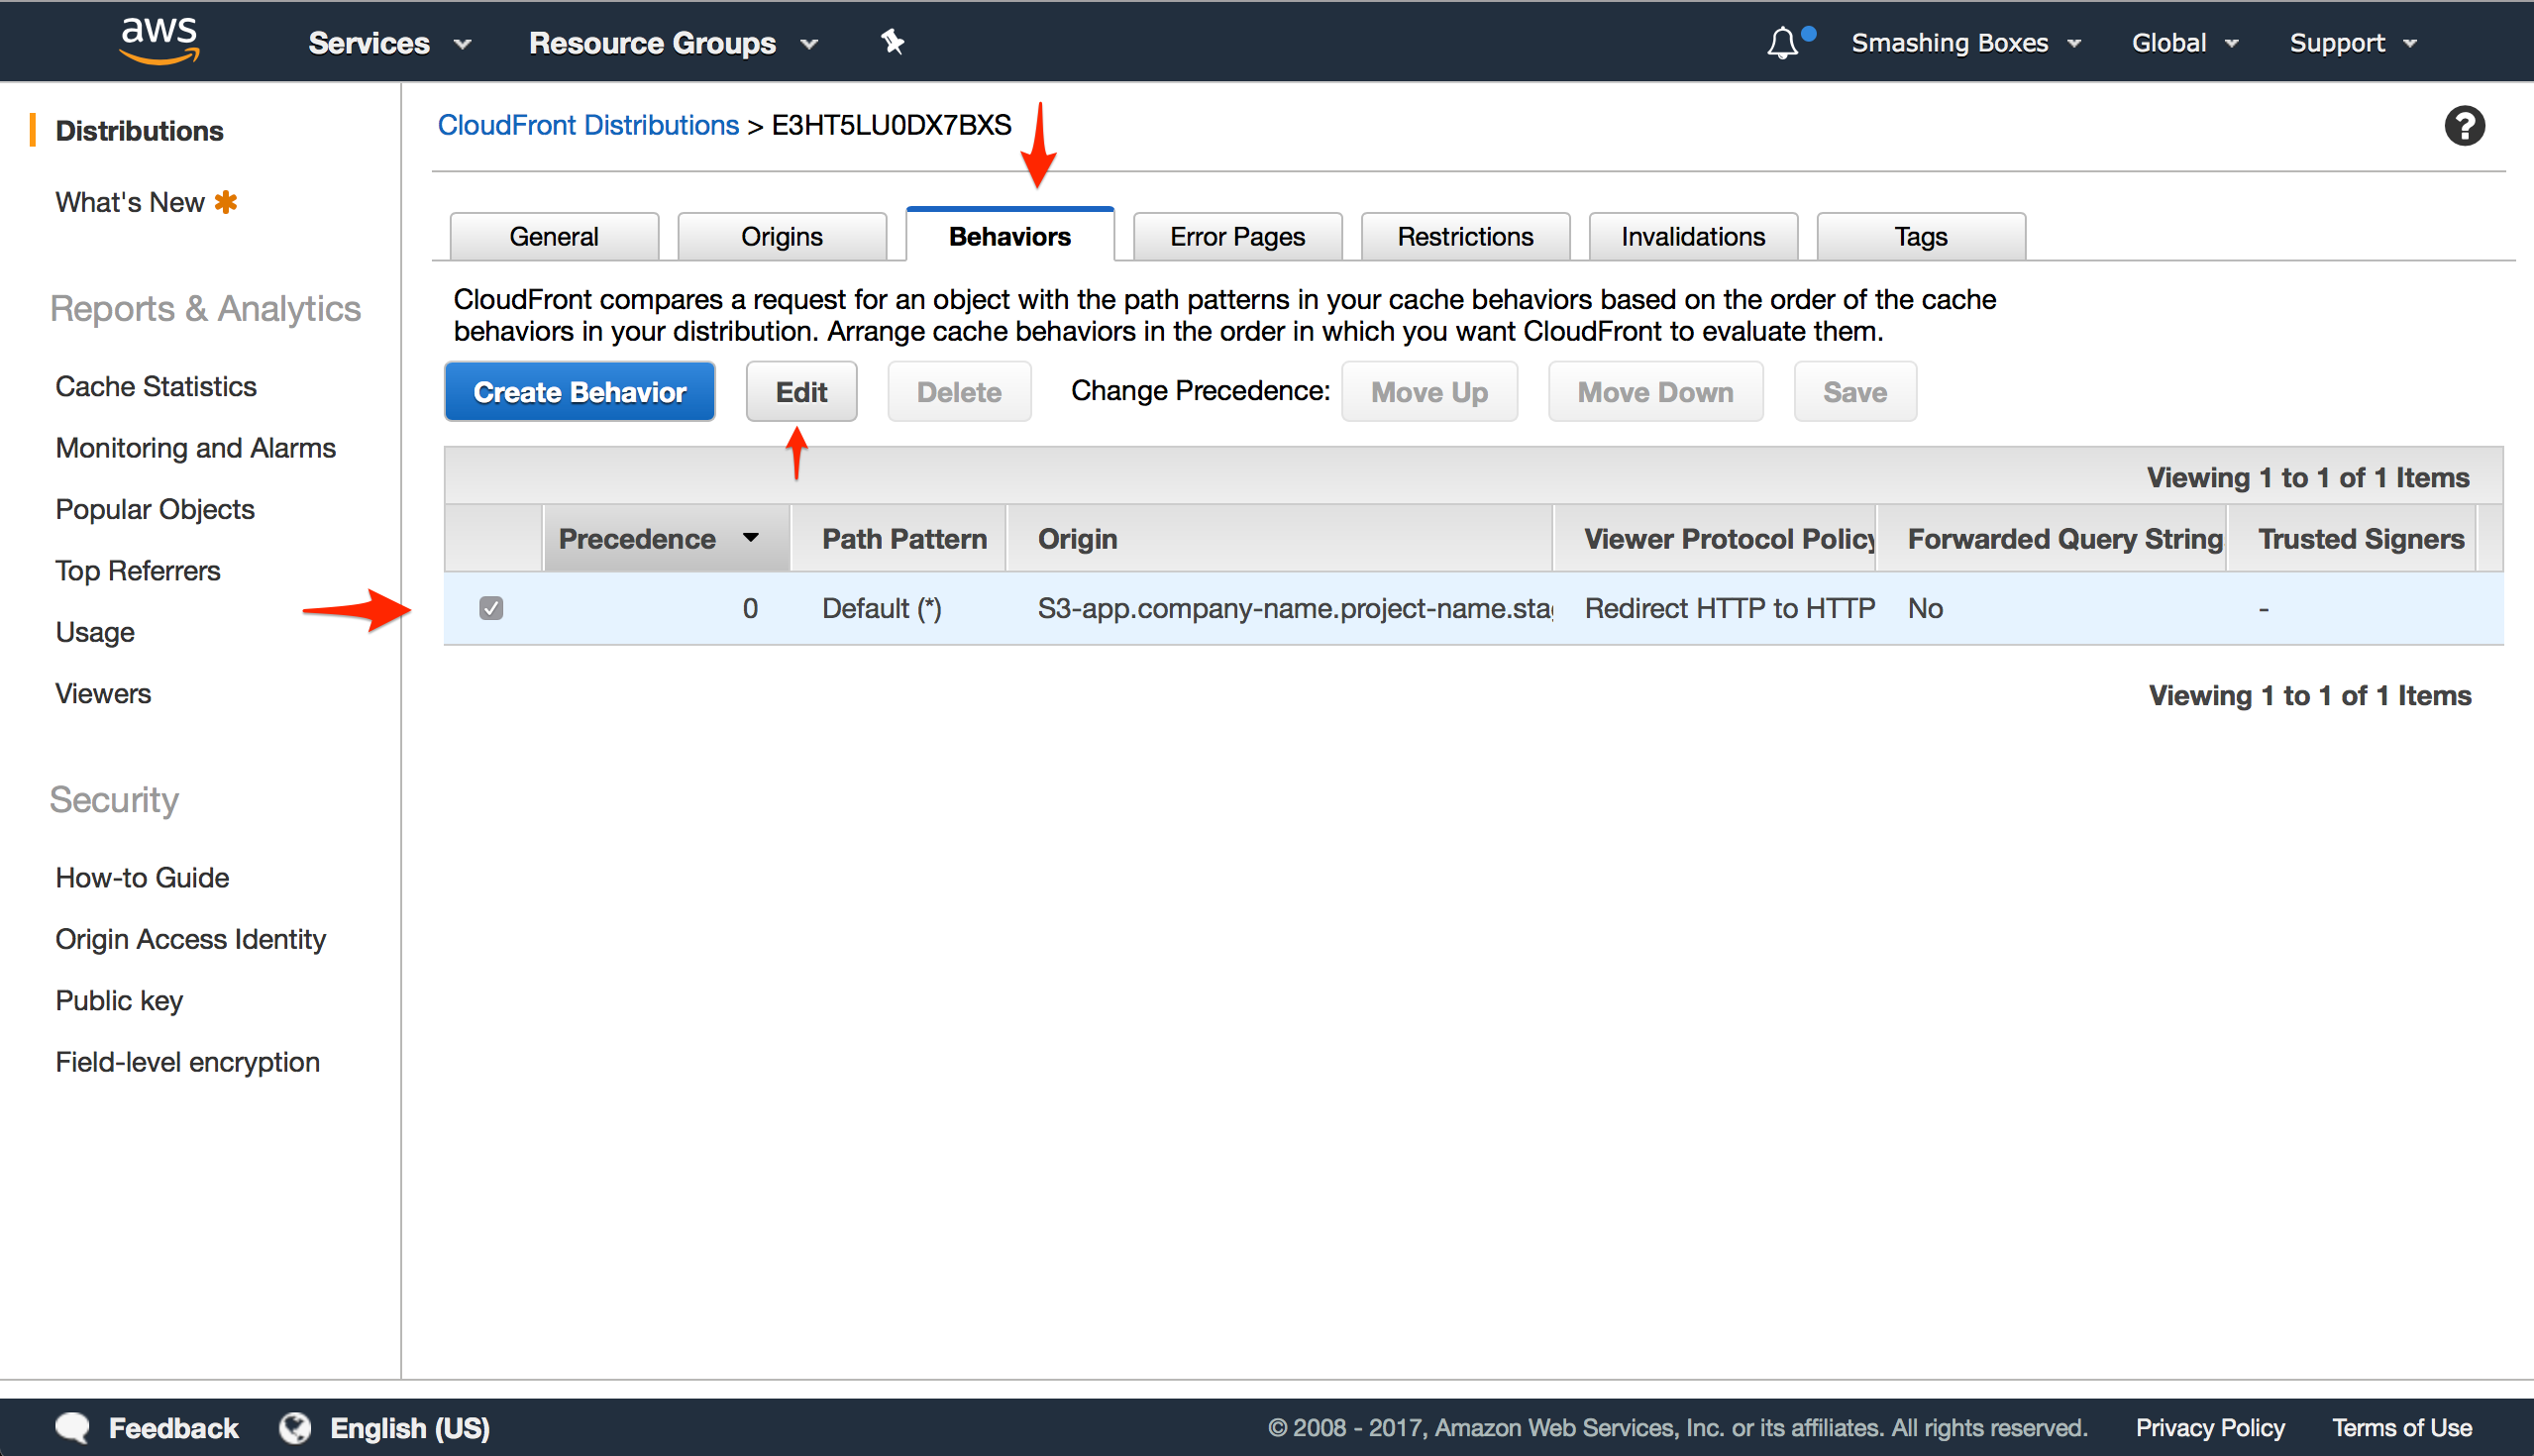 aws Services Resource Groups Smashing Boxes Global Support
Distributions
What's New
Reports & Analytics
Cache Statistics
Monitoring and Alarms
Popular Objects
Top Referrers
Usage
Viewers
Security
How-to Guide
Origin Access Identity
Public key
Field-level encryption
CloudFront Distributions > E3HT5LU0DX7BXS
General Origins Behaviors Error Pages Restrictions Invalidations Tags
CloudFront compares a request for an object with the path patterns in your cache behaviors based on the order of the cache
behaviors in your distribution. Arrange cache behaviors in the order in which you want CloudFront to evaluate them.
Create Behavior Edit Delete Change Precedence: Move Up Move Down Save
Viewing 1 to 1 of 1 Items
Precedence Path Pattern Origin Viewer Protocol Policy Forwarded Query String Trusted Signers
0 Default (*) S3-app.company-name.project-name.sta Redirect HTTP to HTTP No -
Viewing 1 to 1 of 1 Items
Feedback English (US) © 2008 - 2017, Amazon Web Services, Inc. or its affiliates. All rights reserved. Privacy Policy Terms of Use